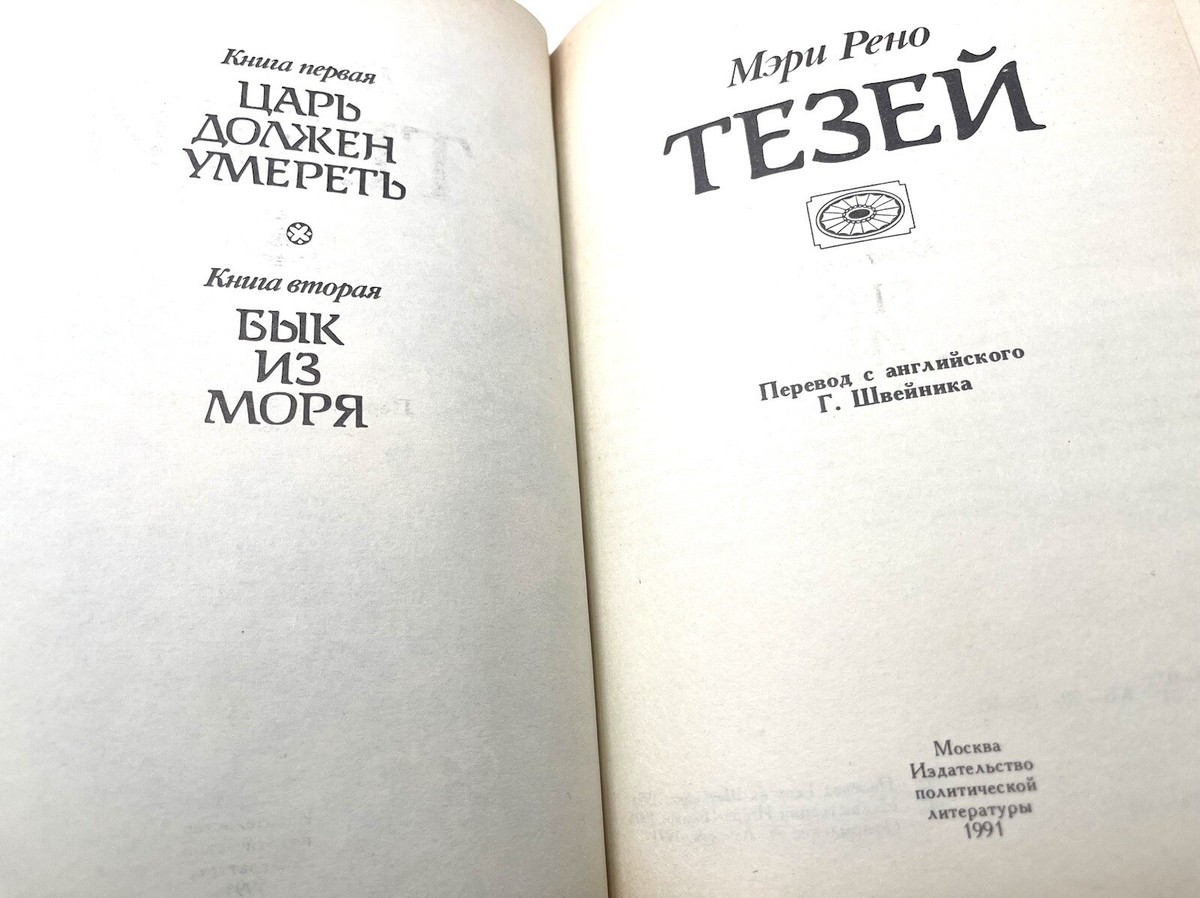 Книга первая
ЦАРЬ
ДОЛЖЕН
УМЕРЕТЬ
Книга вторая
БЫК
ИЗ
МОРЯ
Мэри Рено
ТЕЗЕЙ
Перевод с английского
Г. Швейника
Москва
Издательство
политической
литературы
1991